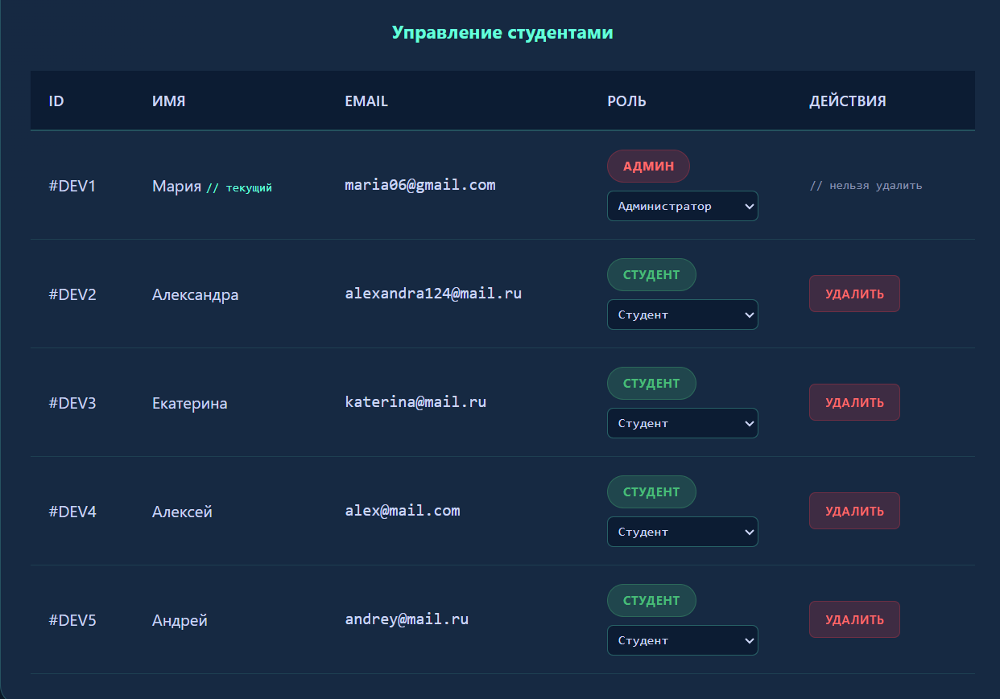 Управление студентами
ID ИМЯ EMAIL РОЛЬ ДЕЙСТВИЯ
АДМИН
#DEV1 Мария // текущий maria06@gmail.com // нельзя удалить
Администратор
СТУДЕНТ
#DEV2 Александра alexandra124@mail.ru УДАЛИТЬ
Студент
СТУДЕНТ
#DEV3 Екатерина katerina@mail.ru УДАЛИТЬ
Студент
СТУДЕНТ
#DEV4 Алексей alex@mail.com УДАЛИТЬ
Студент
СТУДЕНТ
#DEV5 Андрей andrey@mail.ru УДАЛИТЬ
Студент